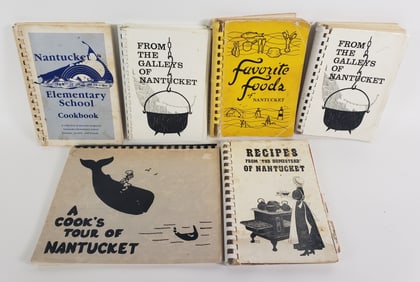 Nantucket
Elementary
School
Cookbook
FROM
THE
GALLEYS
OF
NANTUCKET
Favorite
Foods
of
NANTUCKET
FROM
THE
GALLEYS
OF
NANTUCKET
A
COOK'S
TOUR OF
NANTUCKET
RECIPES
FROM "THE HOMESTEAD"
OF NANTUCKET